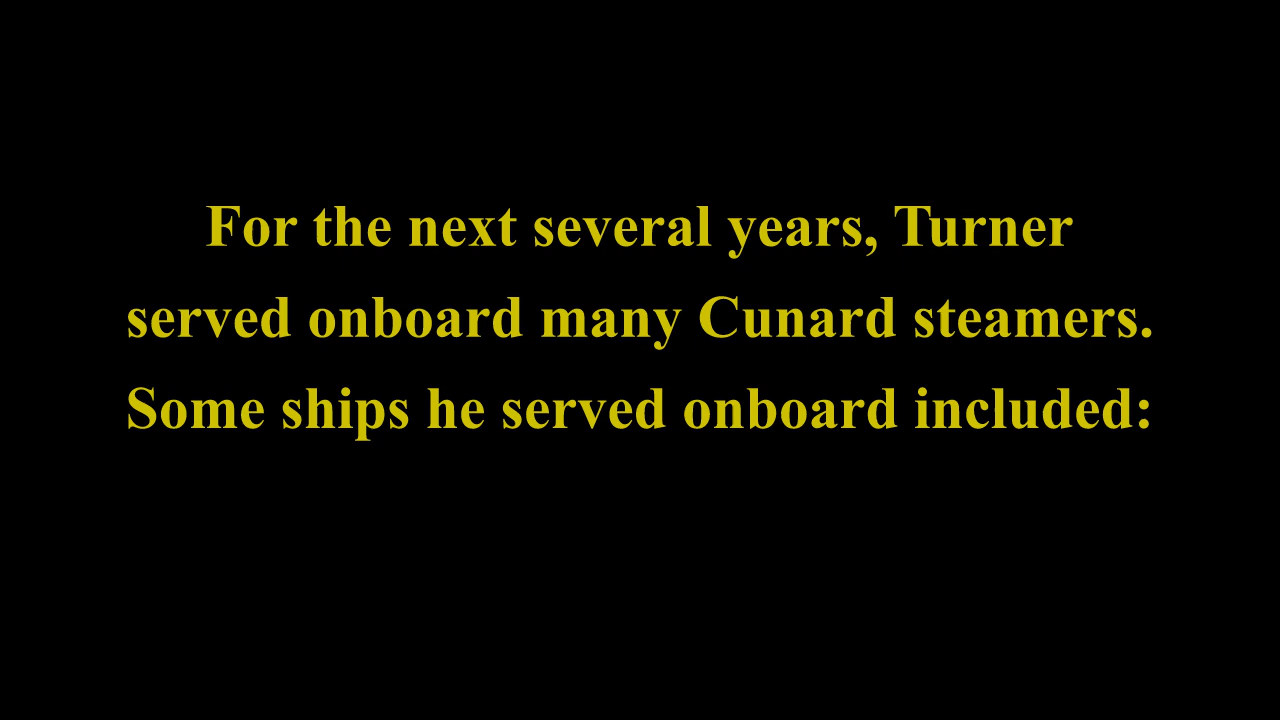 For the next several years, Turner
served onboard many Cunard steamers.
Some ships he served onboard included: